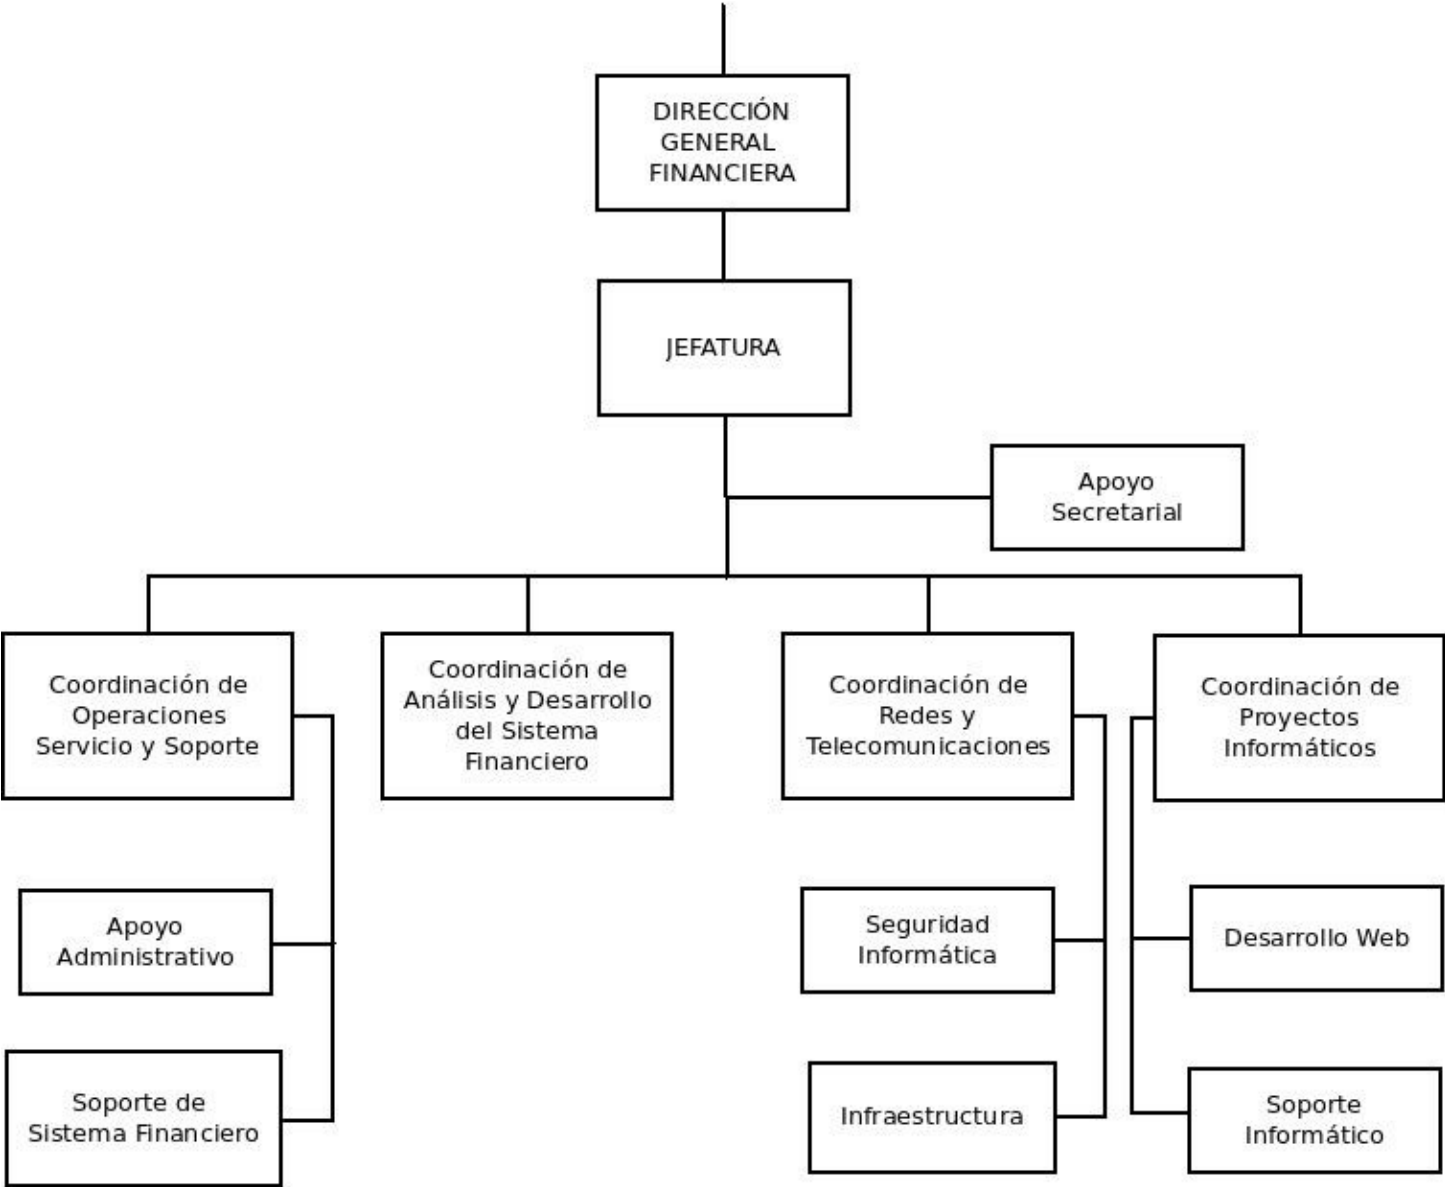 DIRECCIÓN
GENERAL
FINANCIERA
JEFATURA
Apoyo
Secretarial
Coordinación de
Operaciones
Servicio y Soporte
Coordinación de
Análisis y Desarrollo
del Sistema
Financiero
Coordinación de
Redes y
Telecomunicaciones
Coordinación de
Proyectos
Informáticos
Apoyo
Administrativo
Seguridad
Informática
Desarrollo Web
Soporte de
Sistema Financiero
Infraestructura
Soporte
Informático